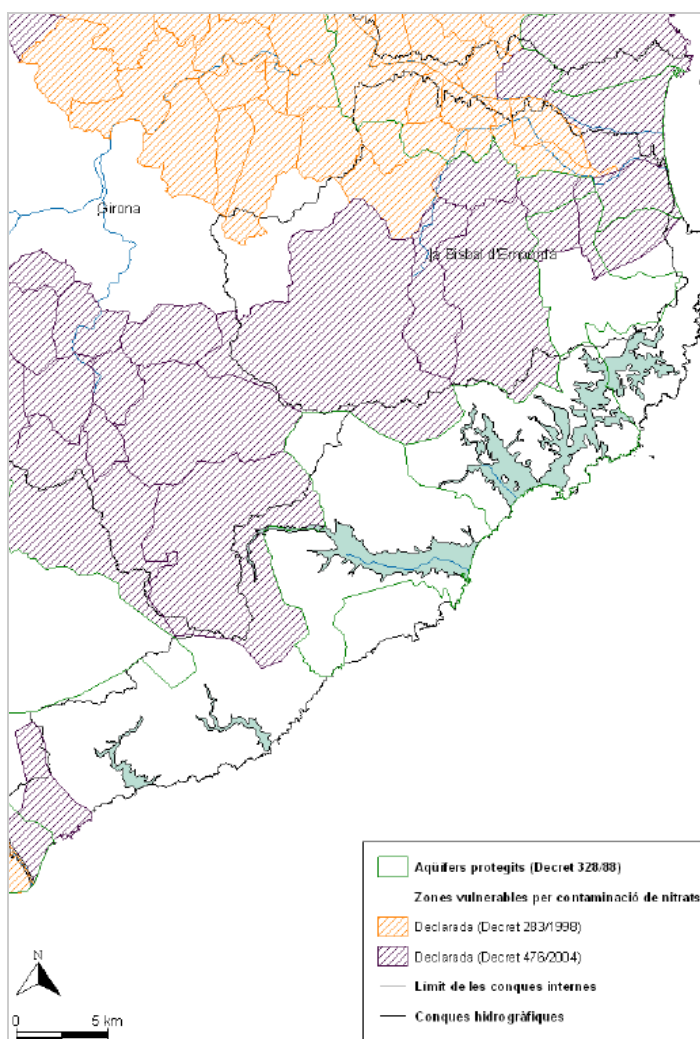 Girona
la Bisbal d'Empordà
Aqüifers protegits (Decret 328/88)
Zones vulnerables per contaminació de nitrats
Declarada (Decret 283/1998)
Declarada (Decret 476/2004)
Límit de les conques internes
Conques hidrogràfiques
N
0 5 km